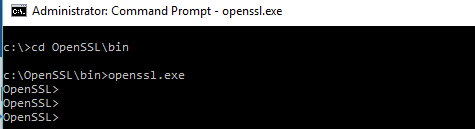 Administrator: Command Prompt - openssl.exe
c:\>cd OpenSSL\bin
c:\OpenSSL\bin>openssl.exe
OpenSSL>
OpenSSL>
OpenSSL>